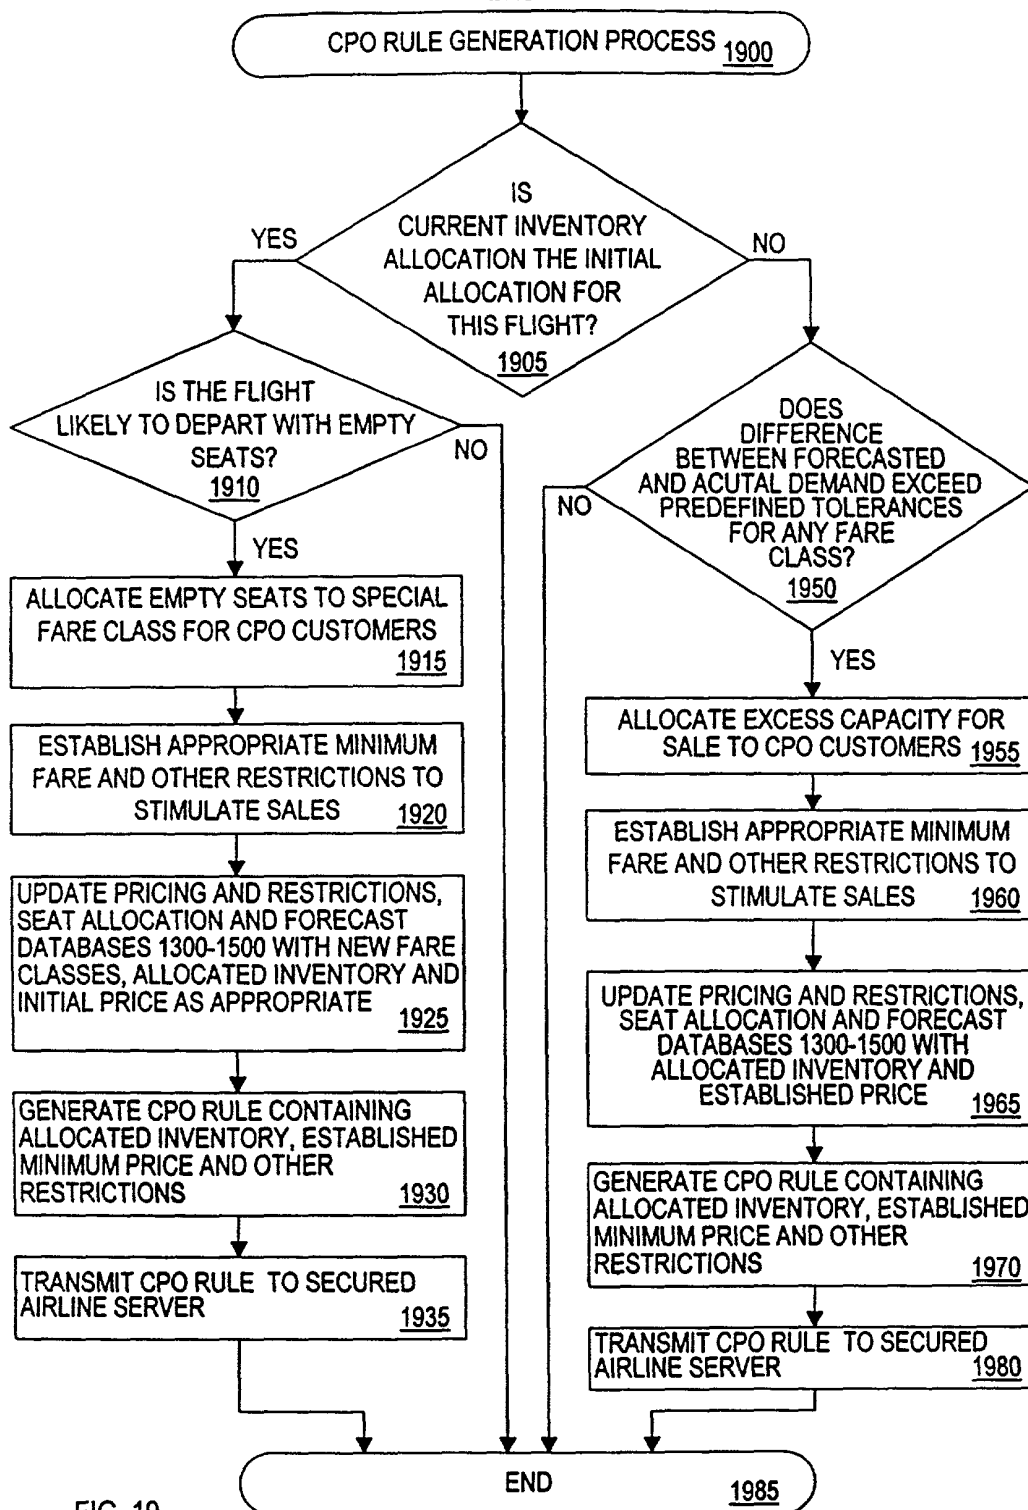 CPO RULE GENERATION PROCESS 1900
IS
CURRENT INVENTORY
ALLOCATION THE INITIAL
ALLOCATION FOR
THIS FLIGHT?
1905
YES
NO
IS THE FLIGHT
LIKELY TO DEPART WITH EMPTY
SEATS?
1910
NO
YES
ALLOCATE EMPTY SEATS TO SPECIAL
FARE CLASS FOR CPO CUSTOMERS
1915
ESTABLISH APPROPRIATE MINIMUM
FARE AND OTHER RESTRICTIONS TO
STIMULATE SALES 1920
UPDATE PRICING AND RESTRICTIONS,
SEAT ALLOCATION AND FORECAST
DATABASES 1300-1500 WITH NEW FARE
CLASSES, ALLOCATED INVENTORY AND
INITIAL PRICE AS APPROPRIATE
1925
GENERATE CPO RULE CONTAINING
ALLOCATED INVENTORY, ESTABLISHED
MINIMUM PRICE AND OTHER
RESTRICTIONS 1930
TRANSMIT CPO RULE TO SECURED
AIRLINE SERVER 1935
DOES
DIFFERENCE
BETWEEN FORECASTED
AND ACUTAL DEMAND EXCEED
PREDEFINED TOLERANCES
FOR ANY FARE
CLASS?
1950
NO
YES
ALLOCATE EXCESS CAPACITY FOR
SALE TO CPO CUSTOMERS 1955
ESTABLISH APPROPRIATE MINIMUM
FARE AND OTHER RESTRICTIONS TO
STIMULATE SALES 1960
UPDATE PRICING AND RESTRICTIONS,
SEAT ALLOCATION AND FORECAST
DATABASES 1300-1500 WITH
ALLOCATED INVENTORY AND
ESTABLISHED PRICE 1965
GENERATE CPO RULE CONTAINING
ALLOCATED INVENTORY, ESTABLISHED
MINIMUM PRICE AND OTHER
RESTRICTIONS 1970
TRANSMIT CPO RULE TO SECURED
AIRLINE SERVER 1980
END 1985
FIG. 19